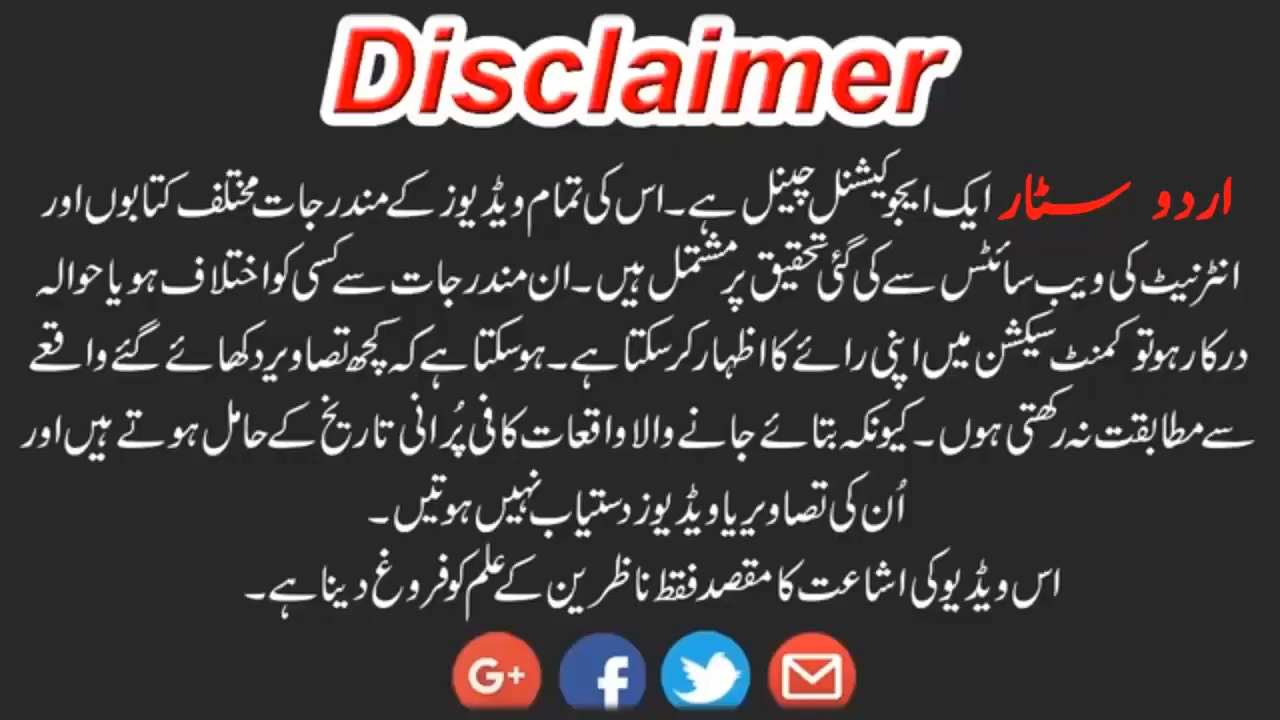 Disclaimer
اردو سٹار ایک ایجوکیشنل چینل ہے۔اس کی تمام ویڈیوز کے مندرجات مختلف کتابوں اور
انٹرنیٹ کی ویب سائٹس سے کی گئی تحقیق پر مشتمل ہیں۔ان مندرجات سے کسی کو اختلاف ہو یا حوالہ
درکار ہو تو کمنٹ سیکشن میں اپنی رائے کا اظہار کر سکتا ہے۔ہو سکتا ہے کہ کچھ تصاویر دکھائے گئے واقعے
سے مطابقت نہ رکھتی ہوں۔کیونکہ بتائے جانے والا واقعات کافی پُرانی تاریخ کے حامل ہوتے ہیں اور
اُن کی تصاویر یا ویڈیوز دستیاب نہیں ہوتیں۔
اس ویڈیو کی اشاعت کا مقصد فقط ناظرین کے علم کو فروغ دینا ہے۔
G+ f